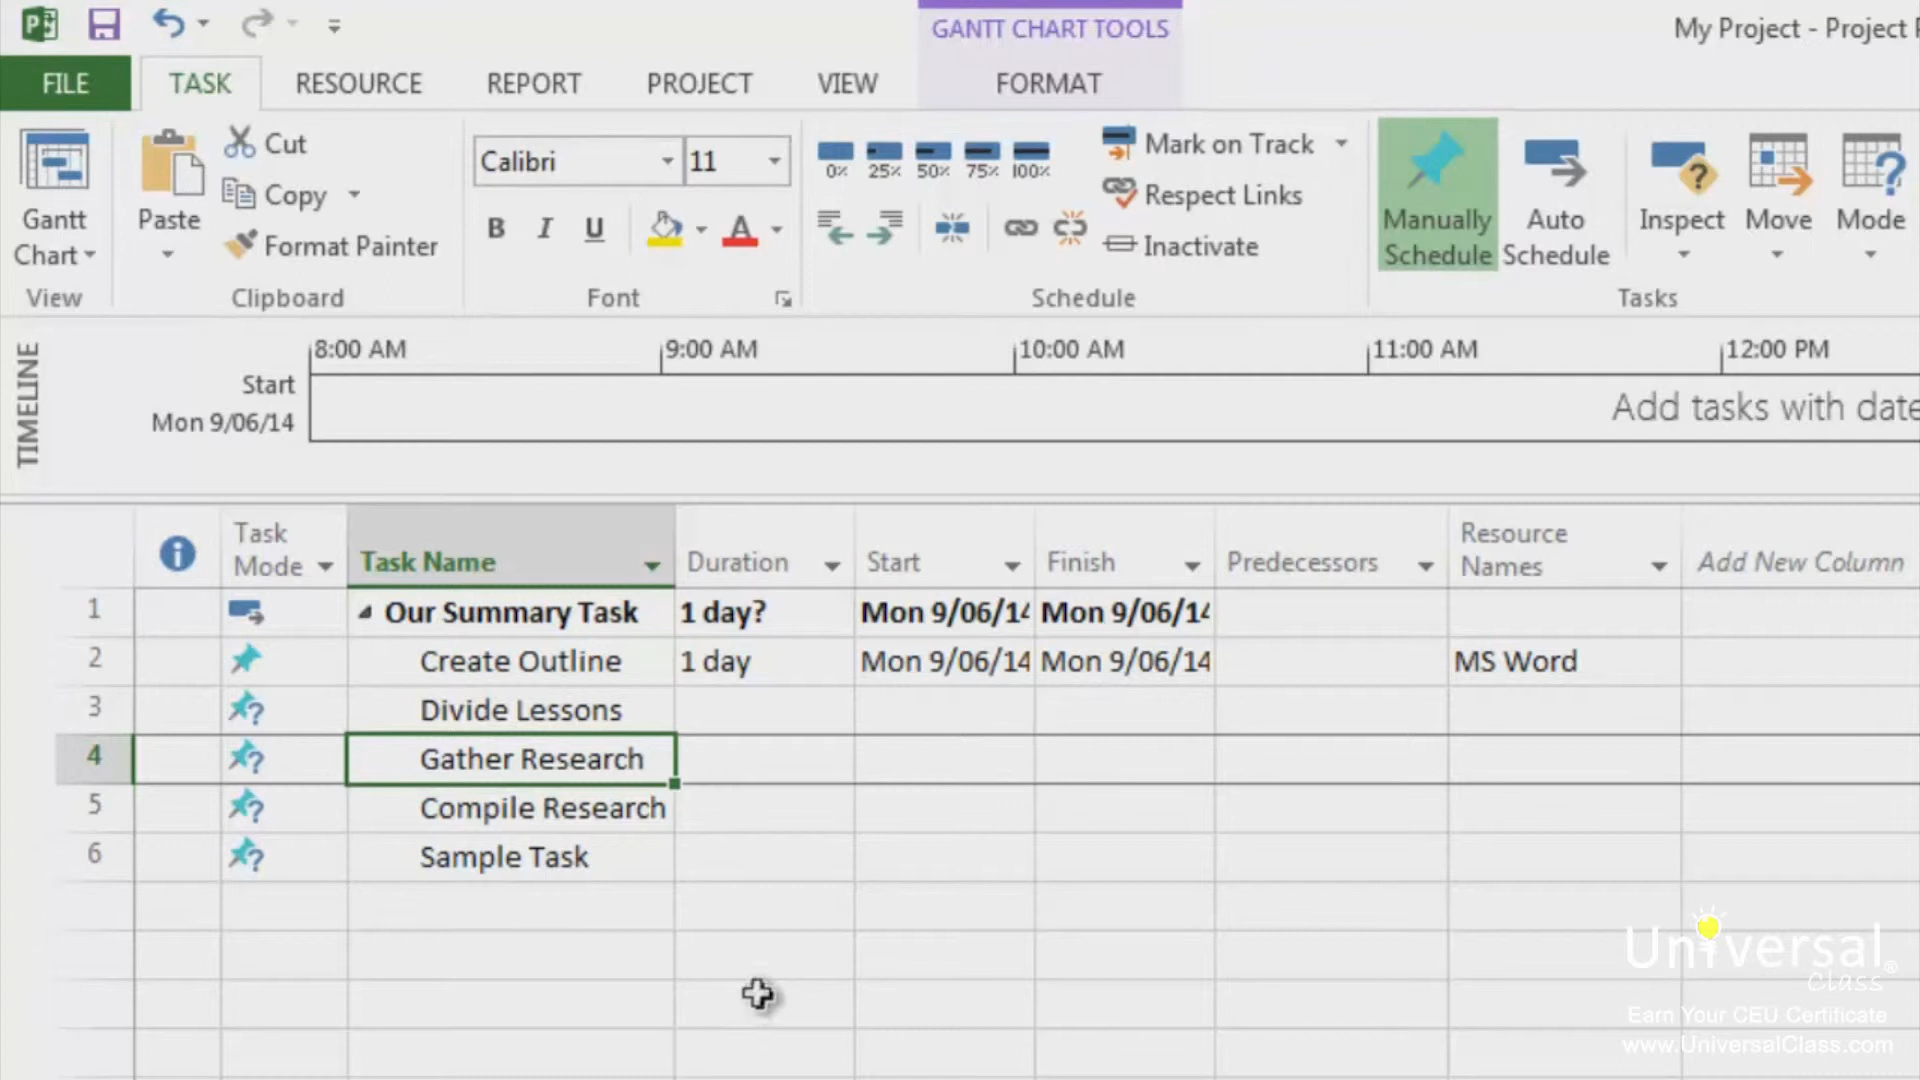 GANTT CHART TOOLS
My Project - Project P
FILE TASK RESOURCE REPORT PROJECT VIEW FORMAT
Gantt
Chart
View
Paste
Cut
Copy
Format Painter
Clipboard
Calibri 11
B I U A
Font
0% 25% 50% 75% 100%
Mark on Track
Respect Links
Inactivate
Schedule
Manually
Schedule
Auto
Schedule
Inspect
Move
Mode
Tasks
TIMELINE
8:00 AM 9:00 AM 10:00 AM 11:00 AM 12:00 PM
Start
Mon 9/06/14
Add tasks with date
Task
Mode
Task Name
Duration
Start
Finish
Predecessors
Resource
Names
Add New Column
1 Our Summary Task 1 day? Mon 9/06/14 Mon 9/06/14
2 Create Outline 1 day Mon 9/06/14 Mon 9/06/14 MS Word
3 Divide Lessons
4 Gather Research
5 Compile Research
6 Sample Task
Universal
Class
®
Earn Your CEU Certificate
www.UniversalClass.com